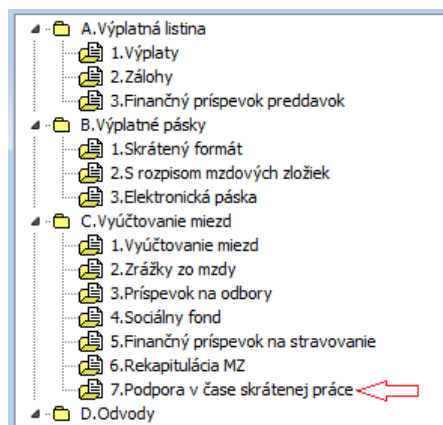 A.Výplatná listina
1.Výplaty
2.Zálohy
3.Finančný príspevok preddavok
B.Výplatné pásky
1.Skrátený formát
2.S rozpisom mzdových zložiek
3.Elektronická páska
C.Vyúčtovanie miezd
1.Vyúčtovanie miezd
2.Zrážky zo mzdy
3.Príspevok na odbory
4.Sociálny fond
5.Finančný príspevok na stravovanie
6.Rekapitulácia MZ
7.Podpora v čase skrátenej práce
D.Odvody